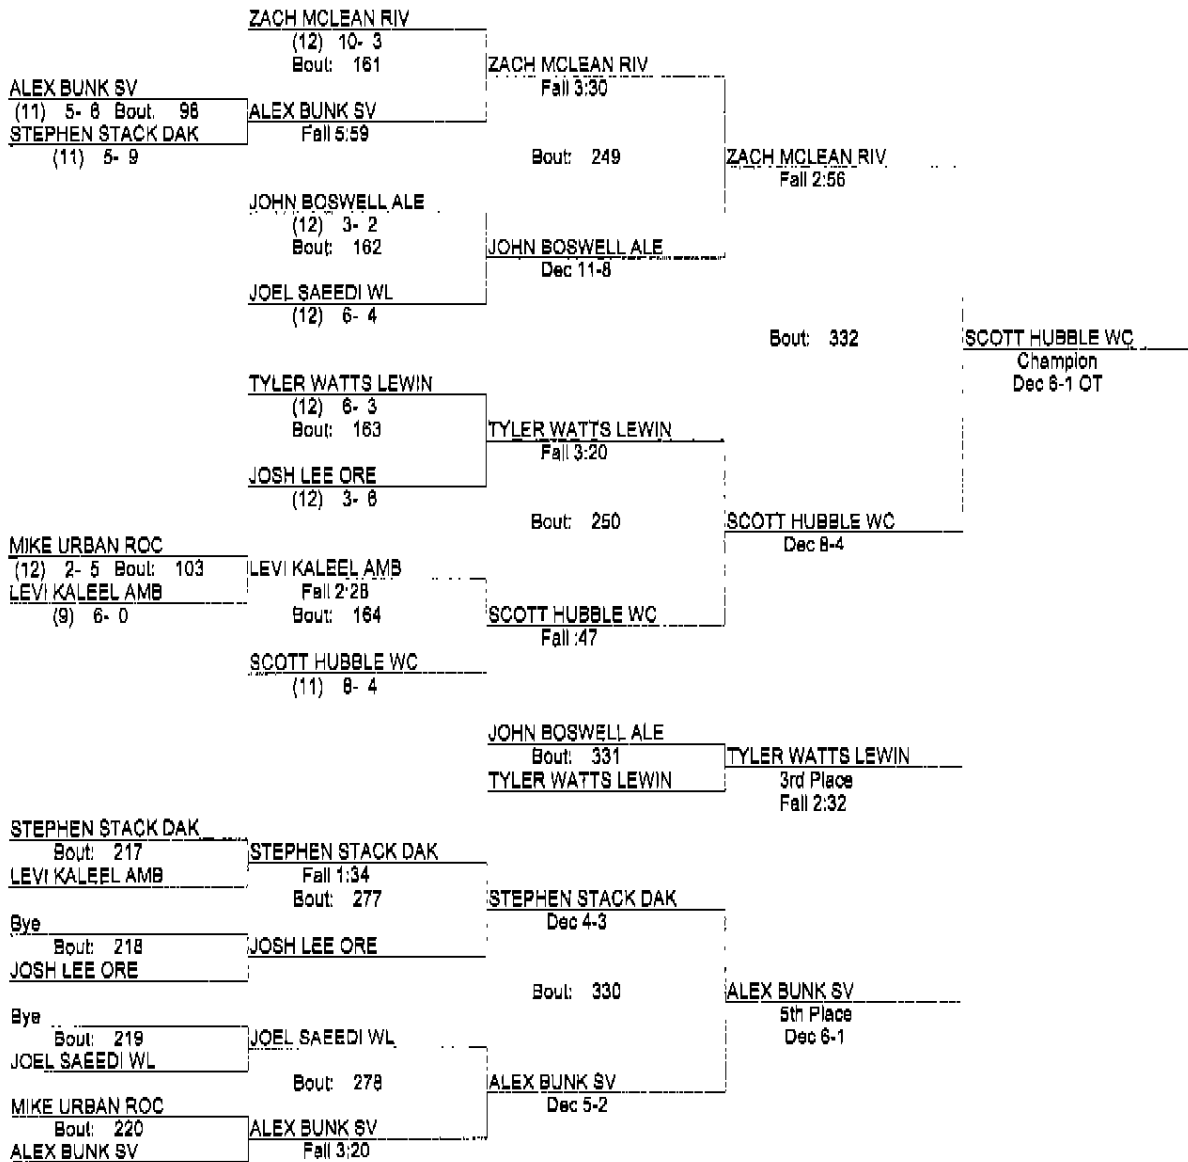 ZACH MCLEAN RIV
(12) 10- 3
Bout: 161
ZACH MCLEAN RIV
Fall 3:30
ALEX BUNK SV
(11) 5- 6 Bout: 98
STEPHEN STACK DAK
(11) 5- 9
ALEX BUNK SV
Fall 5:59
Bout: 249
ZACH MCLEAN RIV
Fall 2:56
JOHN BOSWELL ALE
(12) 3- 2
Bout: 162
JOHN BOSWELL ALE
Dec 11-8
JOEL SAEEDI WL
(12) 6- 4
Bout: 332
SCOTT HUBBLE WC
Champion
Dec 6-1 OT
TYLER WATTS LEWIN
(12) 6- 3
Bout: 163
TYLER WATTS LEWIN
Fall 3:20
JOSH LEE ORE
(12) 3- 6
Bout: 250
SCOTT HUBBLE WC
Dec 8-4
MIKE URBAN ROC
(12) 2- 5 Bout: 103
LEVI KALEEL AMB
(9) 6- 0
LEVI KALEEL AMB
Fall 2:28
Bout: 164
SCOTT HUBBLE WC
Fall :47
SCOTT HUBBLE WC
(11) 8- 4
JOHN BOSWELL ALE
Bout: 331
TYLER WATTS LEWIN
TYLER WATTS LEWIN
3rd Place
Fall 2:32
STEPHEN STACK DAK
Bout: 217
LEVI KALEEL AMB
STEPHEN STACK DAK
Fall 1:34
Bout: 277
STEPHEN STACK DAK
Dec 4-3
Bye
Bout: 218
JOSH LEE ORE
JOSH LEE ORE
Bout: 330
ALEX BUNK SV
5th Place
Dec 6-1
Bye
Bout: 219
JOEL SAEEDI WL
JOEL SAEEDI WL
Bout: 278
ALEX BUNK SV
Dec 5-2
MIKE URBAN ROC
Bout: 220
ALEX BUNK SV
ALEX BUNK SV
Fall 3:20